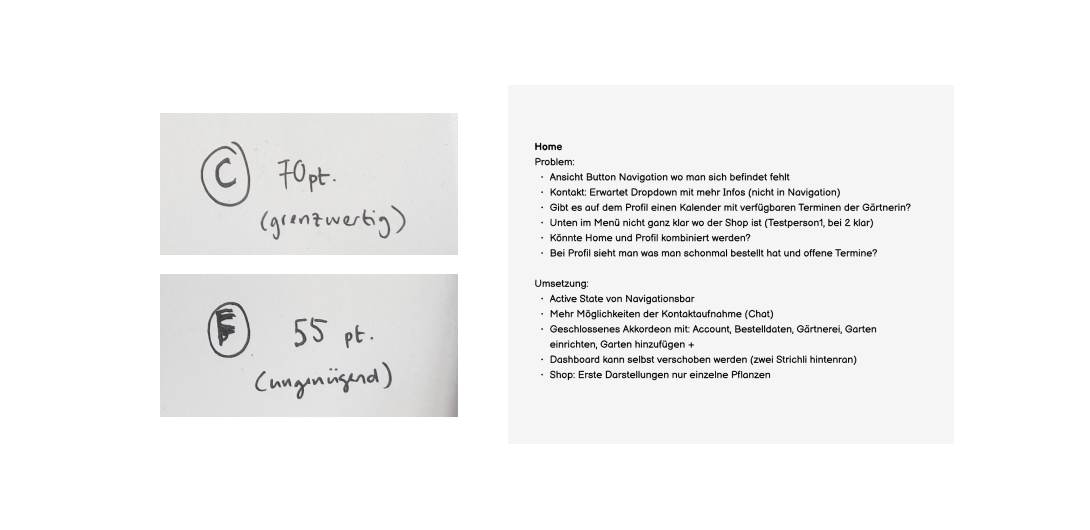 C 70pt.
(grenzwertig)
F 55 pt.
(ungenügend)
Home
Problem:
· Ansicht Button Navigation wo man sich befindet fehlt
· Kontakt: Erwartet Dropdown mit mehr Infos (nicht in Navigation)
· Gibt es auf dem Profil einen Kalender mit verfügbaren Terminen der Gärtnerin?
· Unten im Menü nicht ganz klar wo der Shop ist (Testperson1, bei 2 klar)
· Könnte Home und Profil kombiniert werden?
· Bei Profil sieht man was man schonmal bestellt hat und offene Termine?
Umsetzung:
· Active State von Navigationsbar
· Mehr Möglichkeiten der Kontaktaufnahme (Chat)
· Geschlossenes Akkordeon mit: Account, Bestelldaten, Gärtnerei, Garten
einrichten, Garten hinzufügen +
· Dashboard kann selbst verschoben werden (zwei Strichli hintenran)
· Shop: Erste Darstellungen nur einzelne Pflanzen